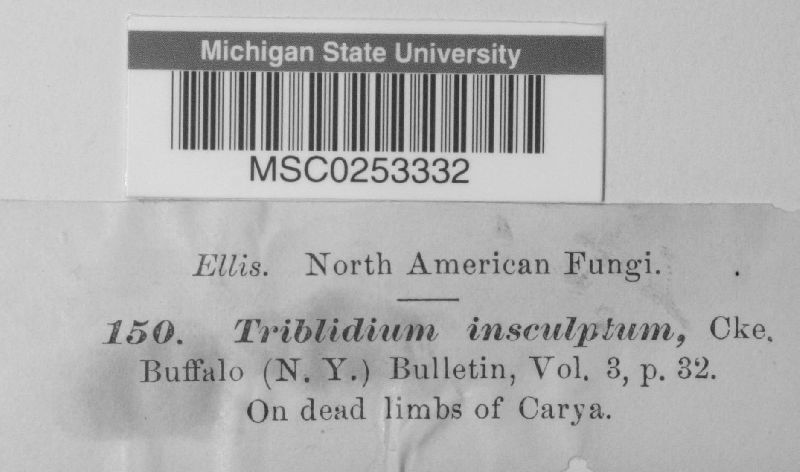 Michigan State University
MSC0253332
Ellis. North American Fungi.
150. Triblidium insculptum, Cke.
Buffalo (N. Y.) Bulletin, Vol. 3, p. 32.
On dead limbs of Carya.